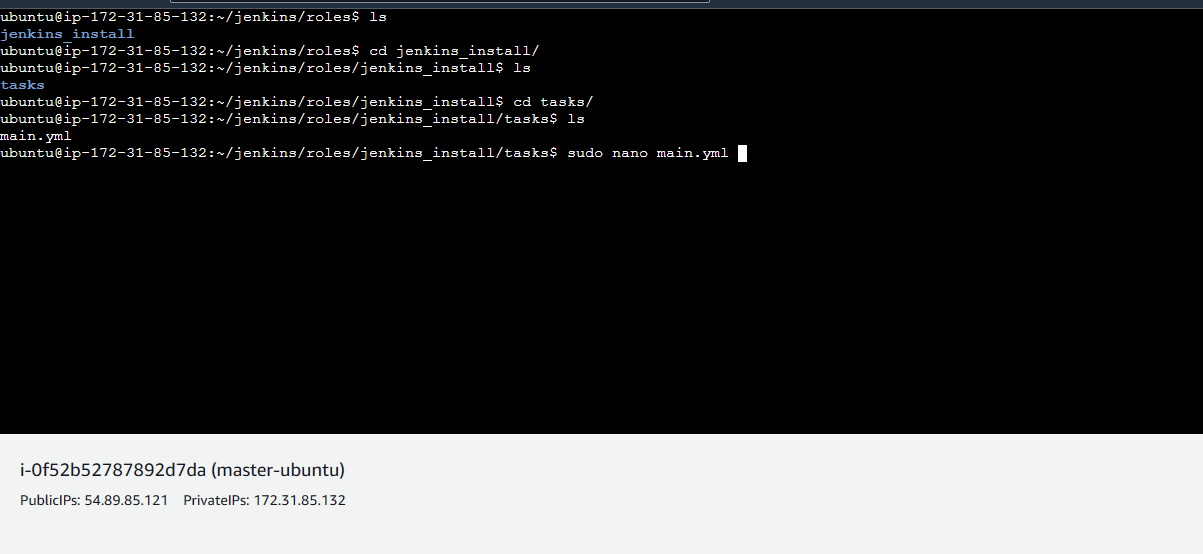 ubuntu@ip-172-31-85-132:~/jenkins/roles$ ls
jenkins_install
ubuntu@ip-172-31-85-132:~/jenkins/roles$ cd jenkins_install/
ubuntu@ip-172-31-85-132:~/jenkins/roles/jenkins_install$ ls
tasks
ubuntu@ip-172-31-85-132:~/jenkins/roles/jenkins_install$ cd tasks/
ubuntu@ip-172-31-85-132:~/jenkins/roles/jenkins_install/tasks$ ls
main.yml
ubuntu@ip-172-31-85-132:~/jenkins/roles/jenkins_install/tasks$ sudo nano main.yml
i-0f52b52787892d7da (master-ubuntu)
PublicIPs: 54.89.85.121 PrivateIPs: 172.31.85.132